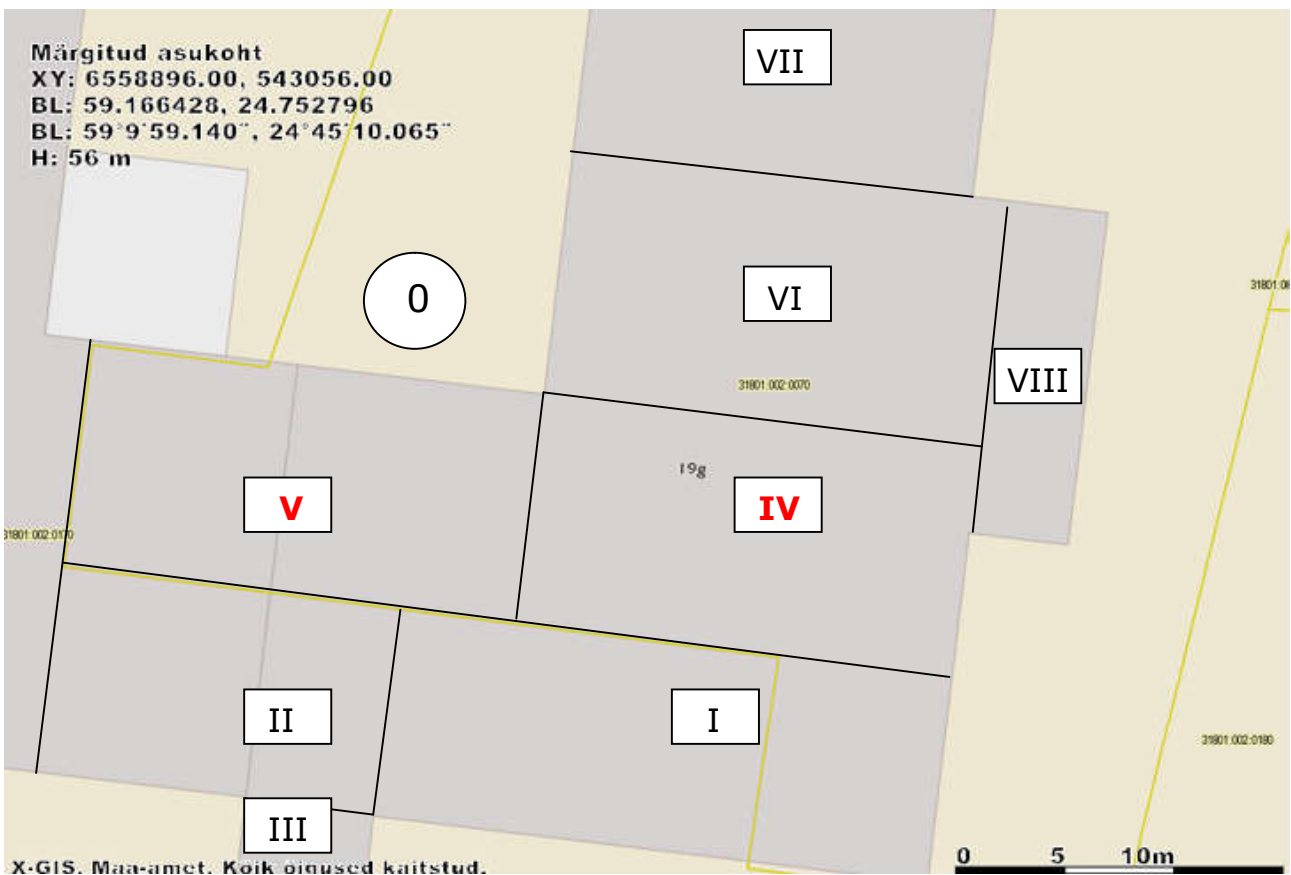 Märgitud asukoht
XY: 6558896.00, 543056.00
BL: 59.166428, 24.752796
BL: 59°9'59.140¨, 24°45'10.065¨
H: 56 m
VII
0
VI
31801:08
31801:002:0070
VIII
19g
V
IV
31801:002:0170
II
I
31801:002:0180
III
0 5 10m
X-GIS. Maa-amet. Kõik õigused kaitstud.